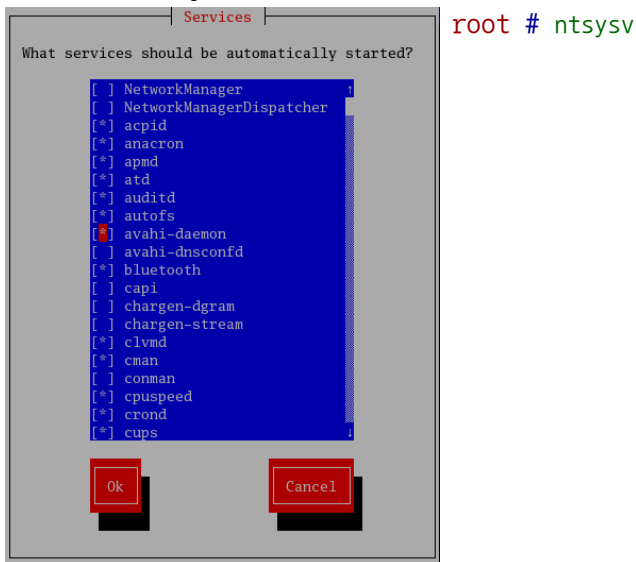 Services
root # ntsysv
What services should be automatically started?
[ ] NetworkManager ↑
[ ] NetworkManagerDispatcher
[*] acpid
[*] anacron
[*] apmd
[*] atd
[*] auditd
[*] autofs
[*] avahi-daemon
[ ] avahi-dnsconfd
[*] bluetooth
[ ] capi
[ ] chargen-dgram
[ ] chargen-stream
[*] clvmd
[*] cman
[ ] conman
[*] cpuspeed
[*] crond
[*] cups ↓
Ok
Cancel